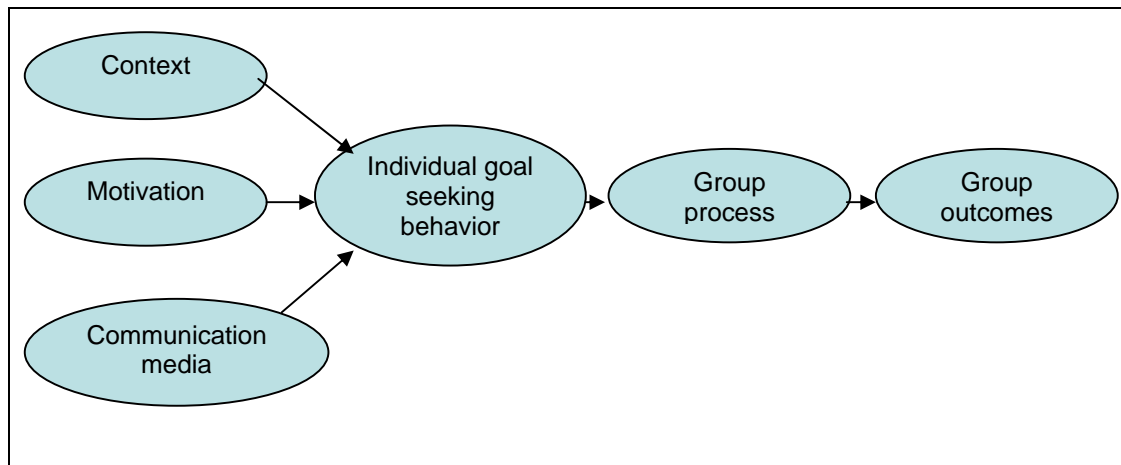 Context
Motivation
Communication
media
Individual goal
seeking
behavior
Group
process
Group
outcomes